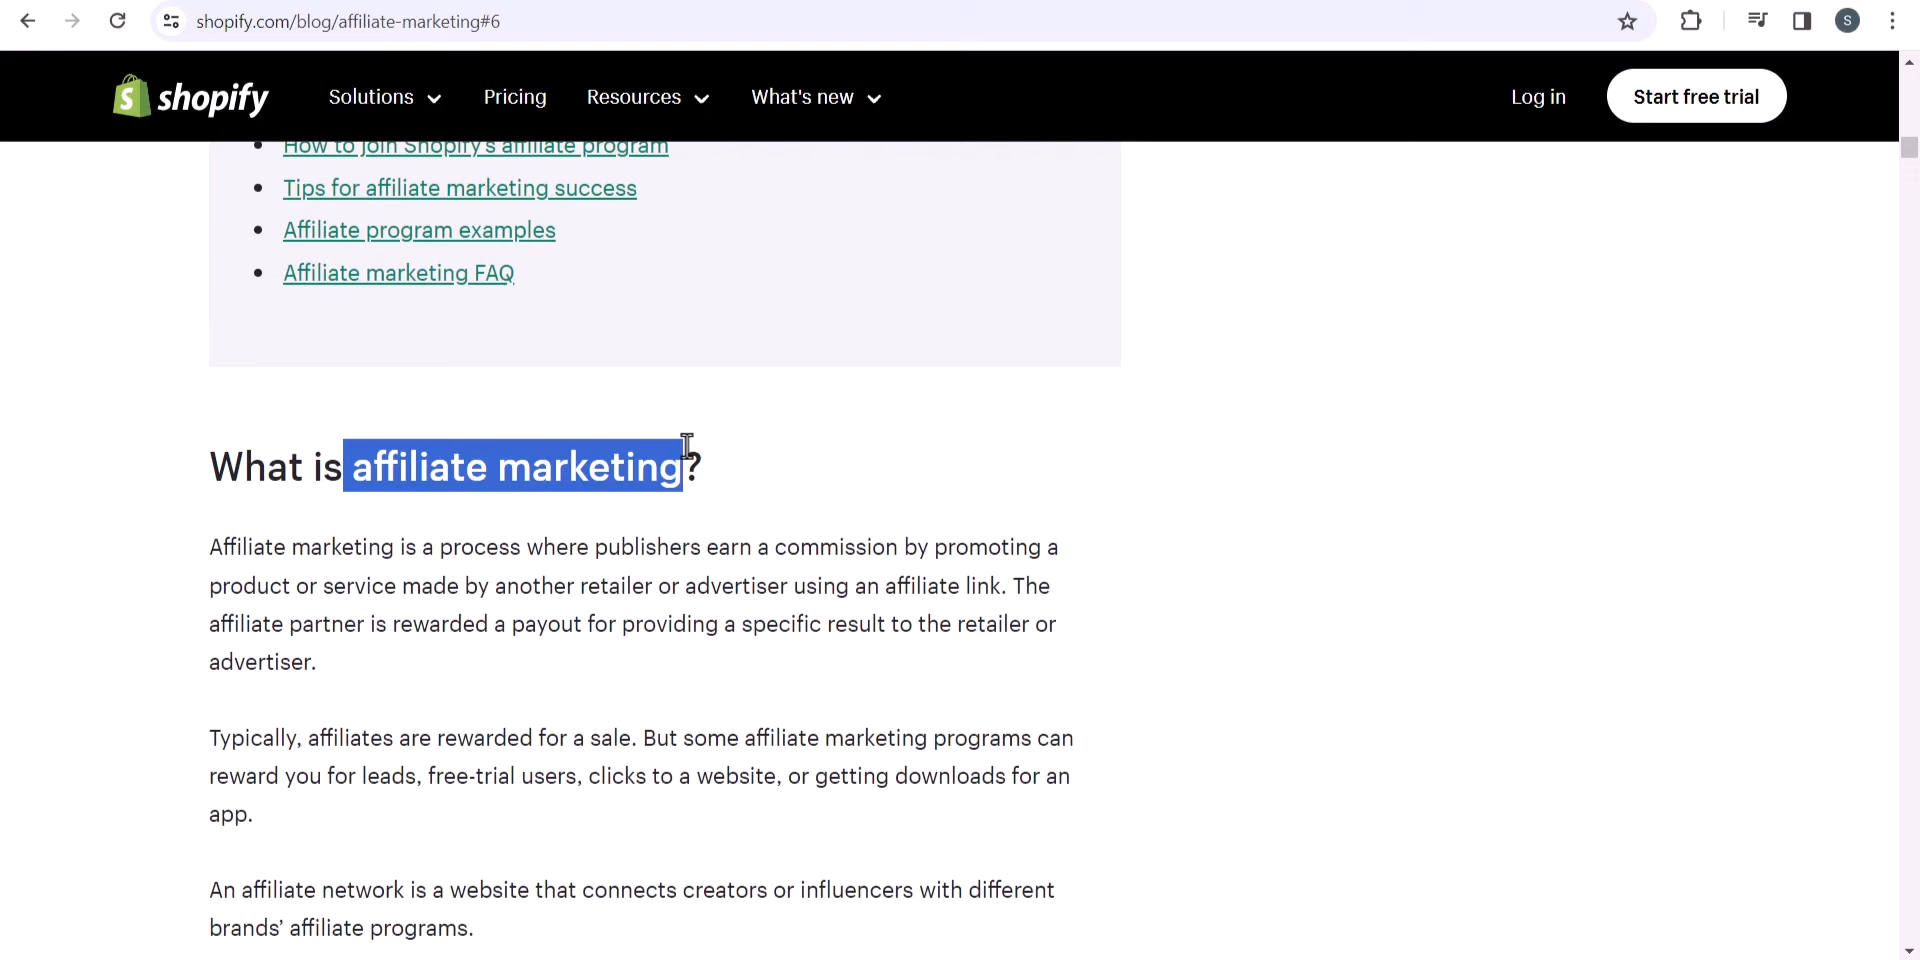 shopify.com/blog/affiliate-marketing#6
S
shopify
Solutions
Pricing
Resources
What's new
Log in
Start free trial
How to join Shopify's affiliate program
Tips for affiliate marketing success
Affiliate program examples
Affiliate marketing FAQ
What is affiliate marketing?
Affiliate marketing is a process where publishers earn a commission by promoting a
product or service made by another retailer or advertiser using an affiliate link. The
affiliate partner is rewarded a payout for providing a specific result to the retailer or
advertiser.
Typically, affiliates are rewarded for a sale. But some affiliate marketing programs can
reward you for leads, free-trial users, clicks to a website, or getting downloads for an
app.
An affiliate network is a website that connects creators or influencers with different
brands’ affiliate programs.